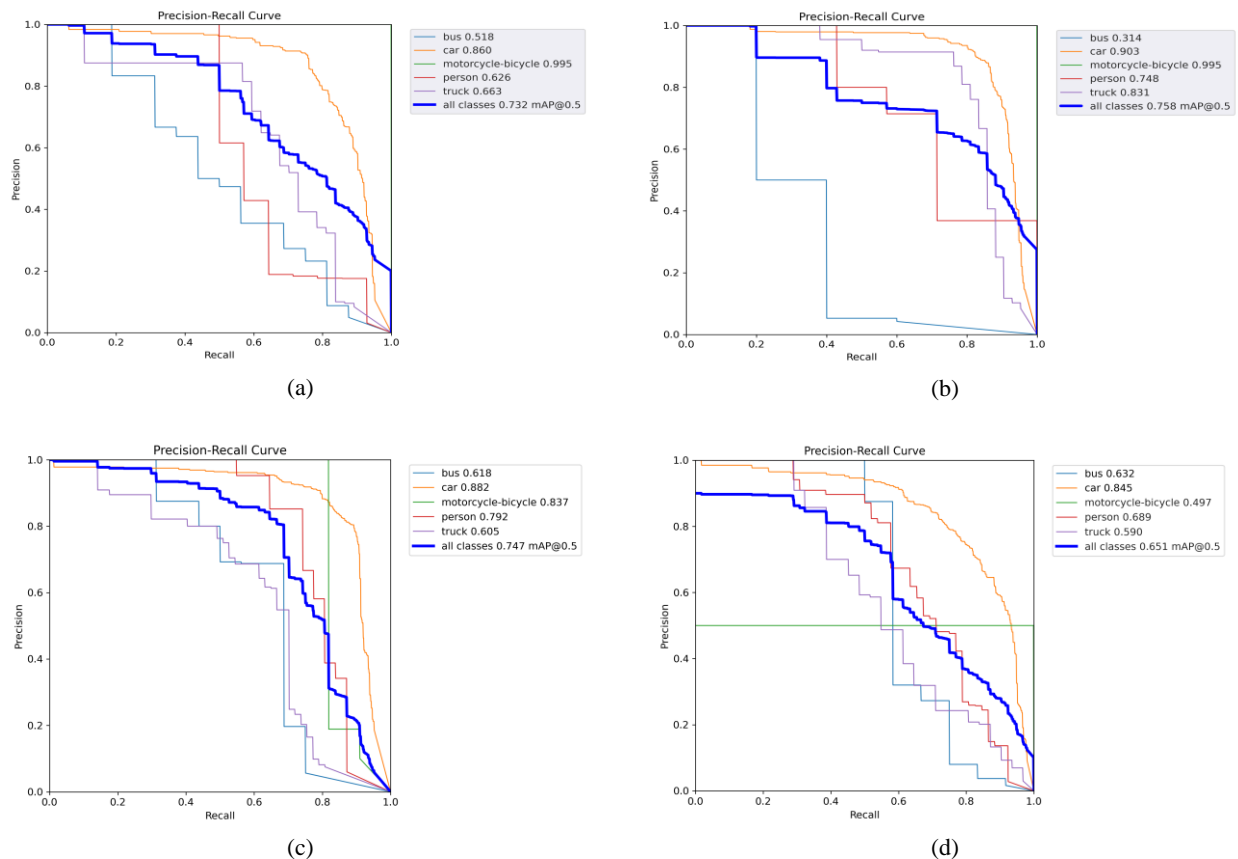 Precision-Recall Curve
1.0
0.8
0.6
0.4
0.2
0.0
Precision
0.0 0.2 0.4 0.6 0.8 1.0
Recall
bus 0.518
car 0.860
motorcycle-bicycle 0.995
person 0.626
truck 0.663
all classes 0.732 mAP@0.5
(a)
Precision-Recall Curve
1.0
0.8
0.6
0.4
0.2
0.0
Precision
0.0 0.2 0.4 0.6 0.8 1.0
Recall
bus 0.314
car 0.903
motorcycle-bicycle 0.995
person 0.748
truck 0.831
all classes 0.758 mAP@0.5
(b)
Precision-Recall Curve
1.0
0.8
0.6
0.4
0.2
0.0
Precision
0.0 0.2 0.4 0.6 0.8 1.0
Recall
bus 0.618
car 0.882
motorcycle-bicycle 0.837
person 0.792
truck 0.605
all classes 0.747 mAP@0.5
(c)
Precision-Recall Curve
1.0
0.8
0.6
0.4
0.2
0.0
Precision
0.0 0.2 0.4 0.6 0.8 1.0
Recall
bus 0.632
car 0.845
motorcycle-bicycle 0.497
person 0.689
truck 0.590
all classes 0.651 mAP@0.5
(d)